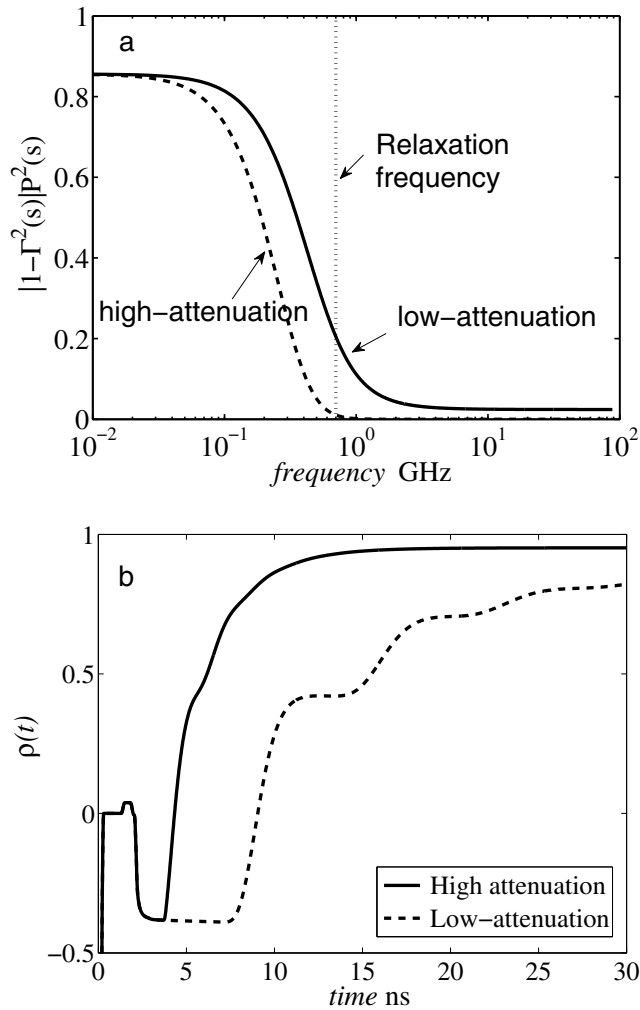 a
1
0.8
0.6
0.4
0.2
0
|1−Γ²(s)|P²(s)
Relaxation
frequency
high−attenuation
low−attenuation
10⁻² 10⁻¹ 10⁰ 10¹ 10²
frequency GHz
b
1
0.5
0
−0.5
ρ(t)
High attenuation
Low−attenuation
0 5 10 15 20 25 30
time ns